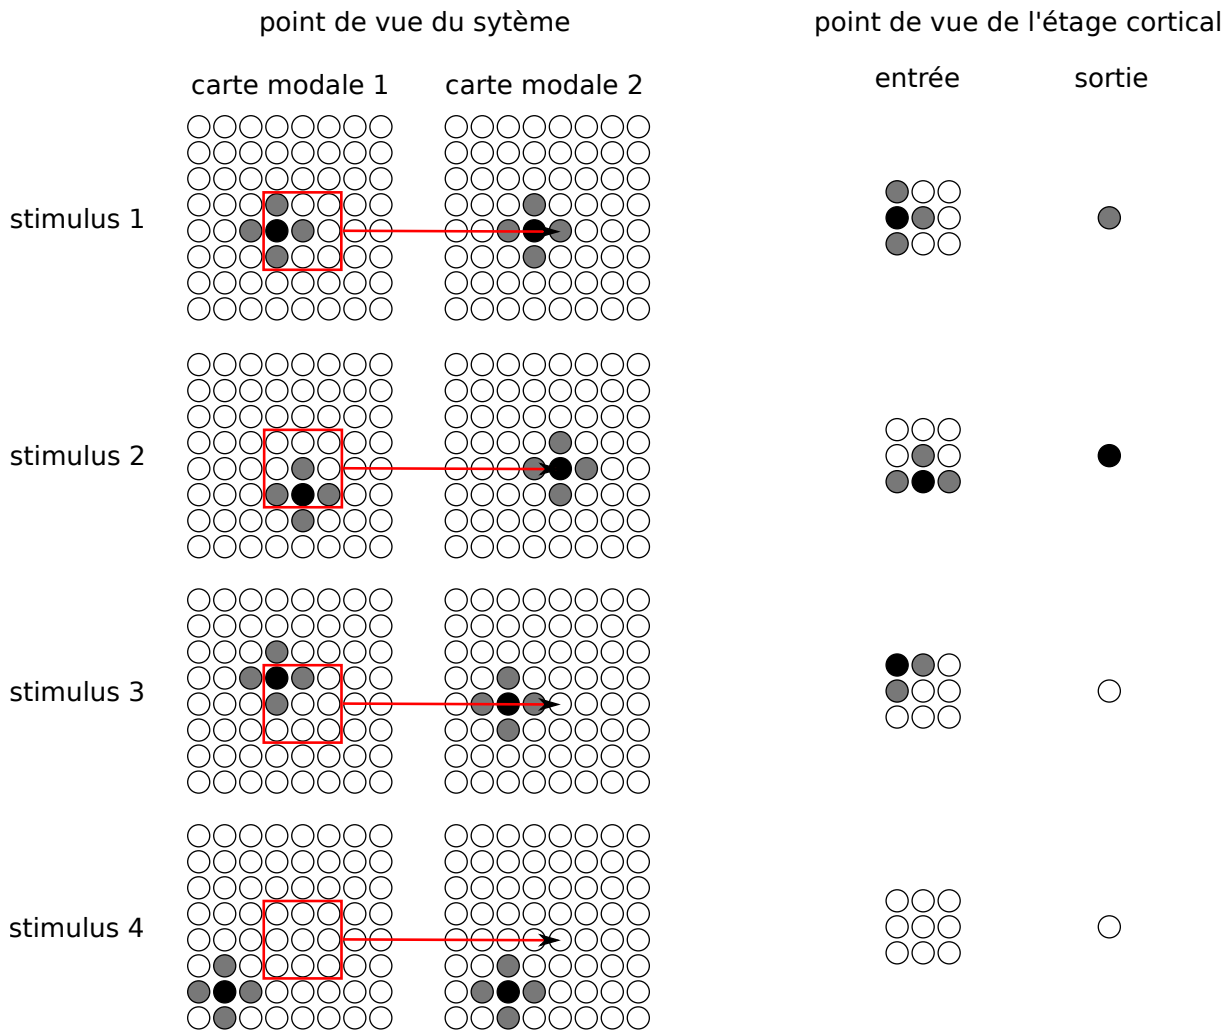 point de vue du sytème
point de vue de l'étage cortical
carte modale 1
carte modale 2
entrée
sortie
stimulus 1
stimulus 2
stimulus 3
stimulus 4